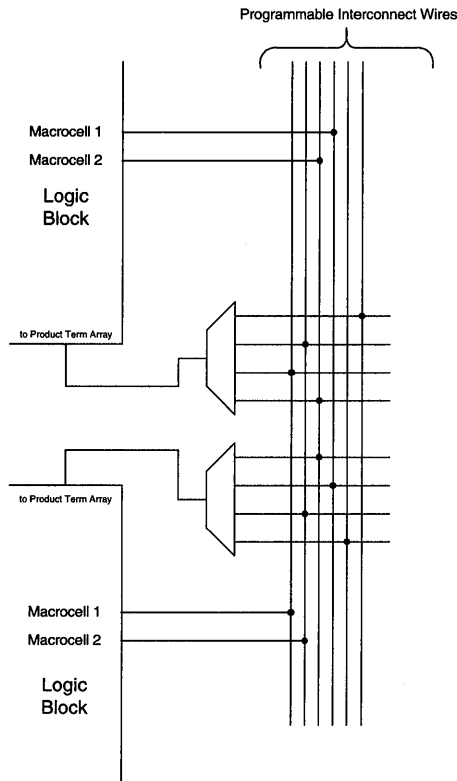 Programmable Interconnect Wires
Macrocell 1
Macrocell 2
Logic
Block
to Product Term Array
to Product Term Array
Macrocell 1
Macrocell 2
Logic
Block